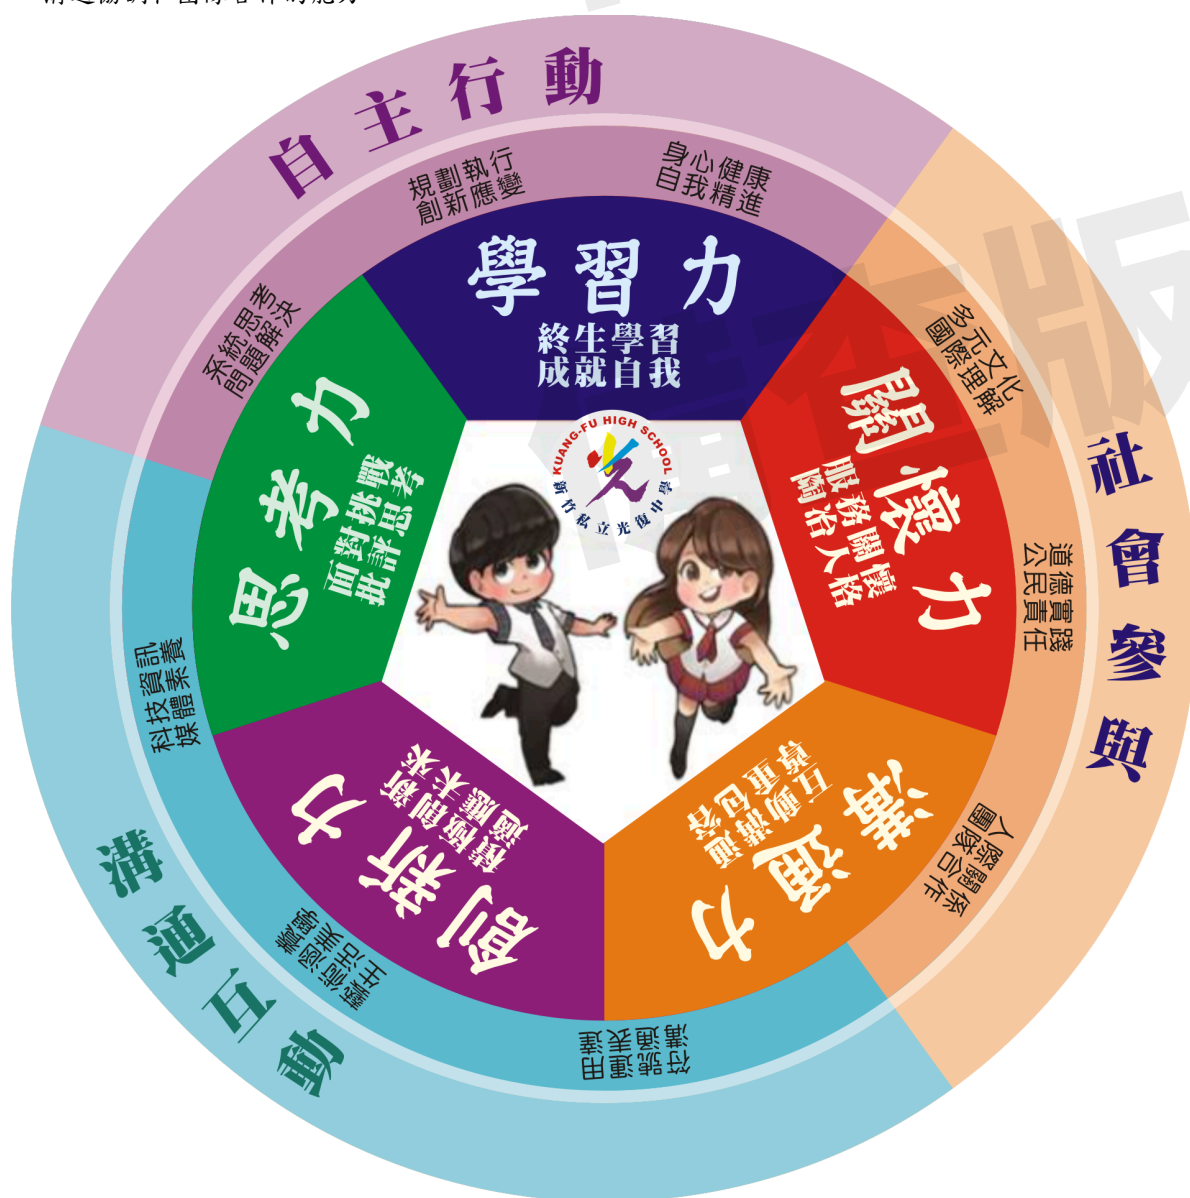 自主行動
規劃執行
創新應變
身心健康
自我精進
系統思考
問題解決
學習力
終生學習
成就自我
關懷力
服務關懷
陶冶人格
多元文化
國際理解
道德實踐
公民責任
人際關係
團隊合作
社會參與
思考力
面對挑戰
批評思考
KUANG-FU HIGH SCHOOL
新竹私立光復中學
溝通力
互動溝通
尊重包容
創新力
積極創新
適應未來
科技資訊
媒體素養
藝術涵養
生活美學
符號運用
溝通表達
溝通互動